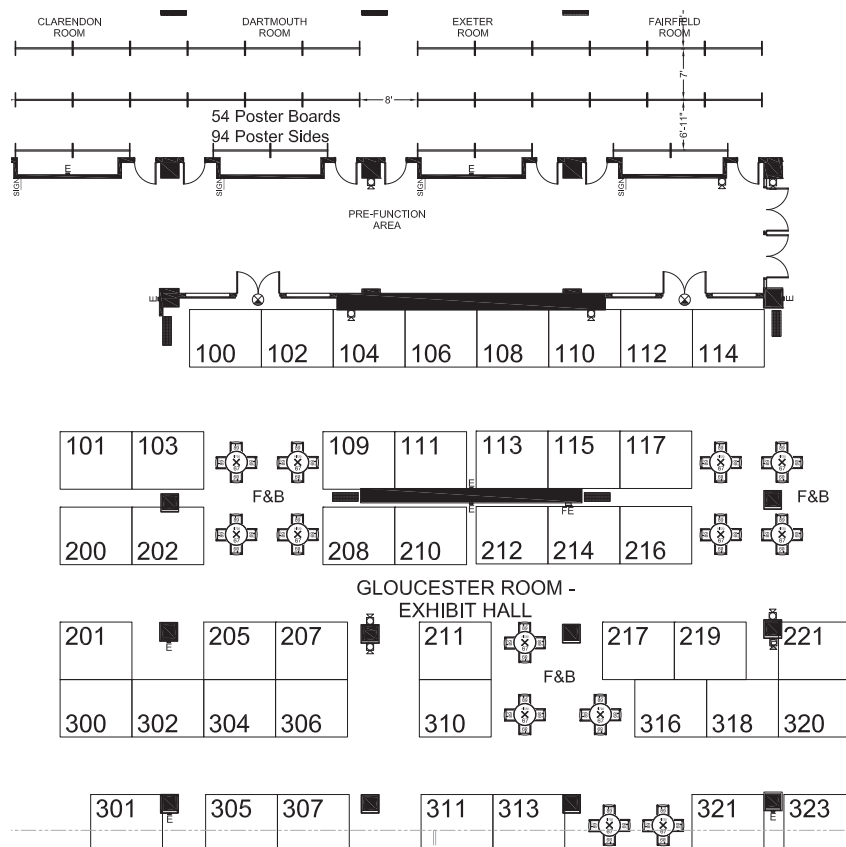 CLARENDON
ROOM
DARTMOUTH
ROOM
EXETER
ROOM
FAIRFIELD
ROOM
7'
8'
6'-11"
54 Poster Boards
94 Poster Sides
E
E
SIGN
SIGN
SIGN
SIGN
PRE-FUNCTION
AREA
E
E
100 102 104 106 108 110 112 114
101 103 109 111 113 115 117
F&B
E
F&B
E
FE
200 202 208 210 212 214 216
GLOUCESTER ROOM -
EXHIBIT HALL
201 205 207 211 217 219 221
E
E
F&B
300 302 304 306 310 316 318 320
301 305 307 311 313 321 323
E
E
E